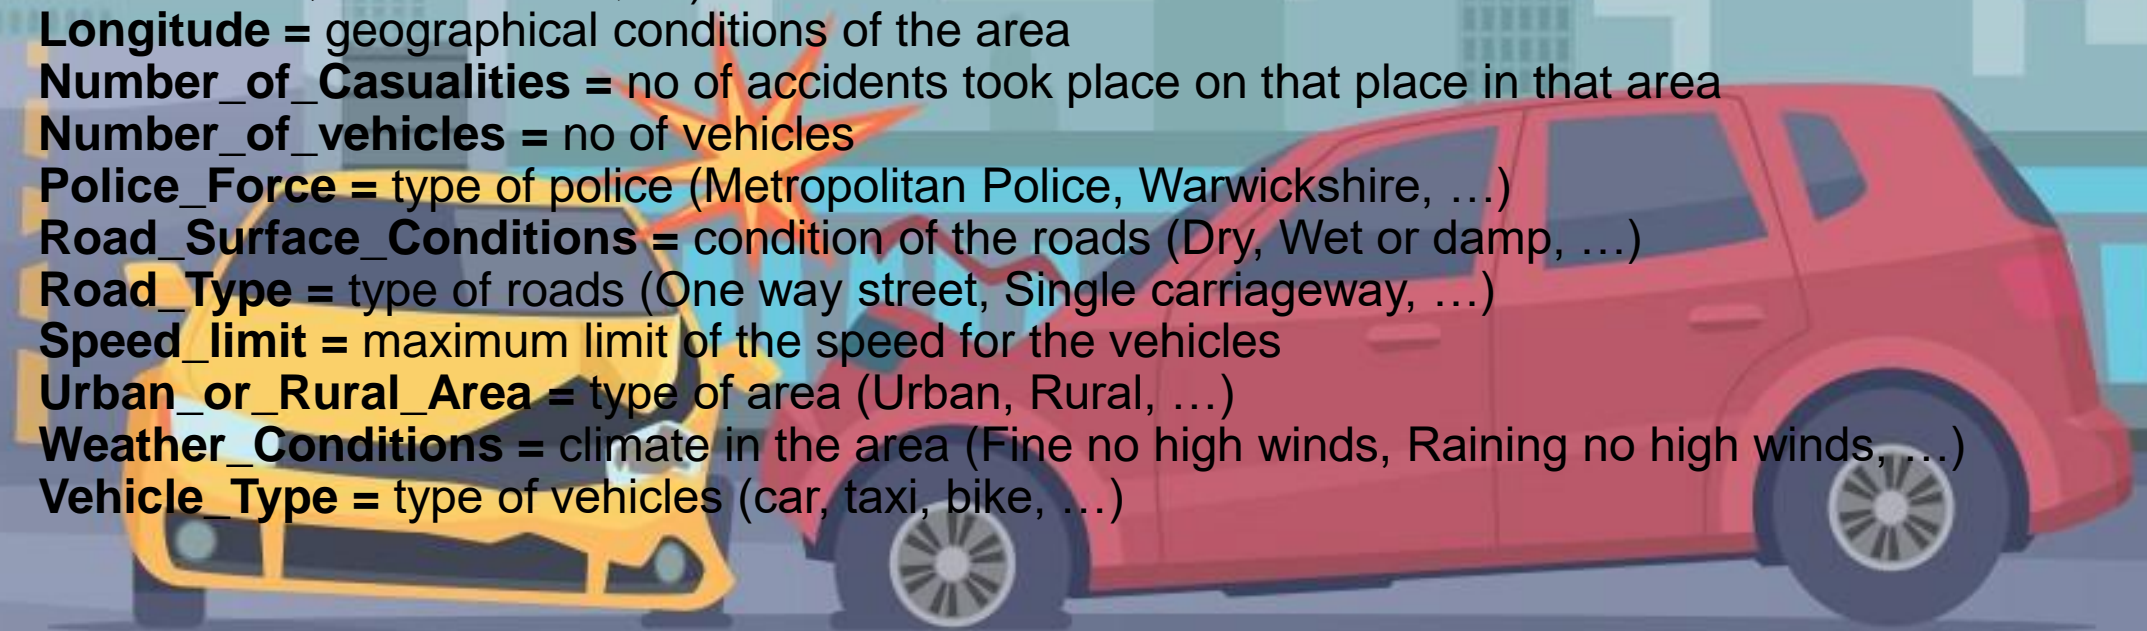 Longitude = geographical conditions of the area
Number_of_Casualities = no of accidents took place on that place in that area
Number_of_vehicles = no of vehicles
Police_Force = type of police (Metropolitan Police, Warwickshire, …)
Road_Surface_Conditions = condition of the roads (Dry, Wet or damp, …)
Road_Type = type of roads (One way street, Single carriageway, …)
Speed_limit = maximum limit of the speed for the vehicles
Urban_or_Rural_Area = type of area (Urban, Rural, …)
Weather_Conditions = climate in the area (Fine no high winds, Raining no high winds, …)
Vehicle_Type = type of vehicles (car, taxi, bike, …)